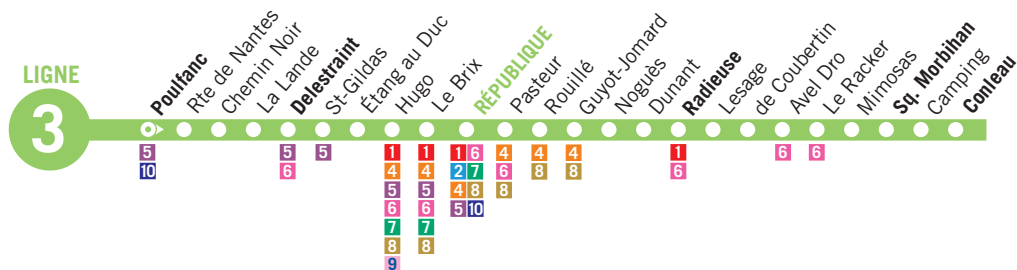 LIGNE
3
Poulfanc
Rte de Nantes
Chemin Noir
La Lande
Delestraint
St-Gildas
Étang au Duc
Hugo
Le Brix
RÉPUBLIQUE
Pasteur
Rouillé
Guyot-Jomard
Noguès
Dunant
Radieuse
Lesage
de Coubertin
Avel Dro
Le Racker
Mimosas
Sq- Morbihan
Camping
Conleau
5 5 5 1 1 1 6 4 4 4 1 6 6
10 6 4 4 2 7 6 8 8 6
5 5 4 8 8
6 6 5 10
7 7
8 8
9